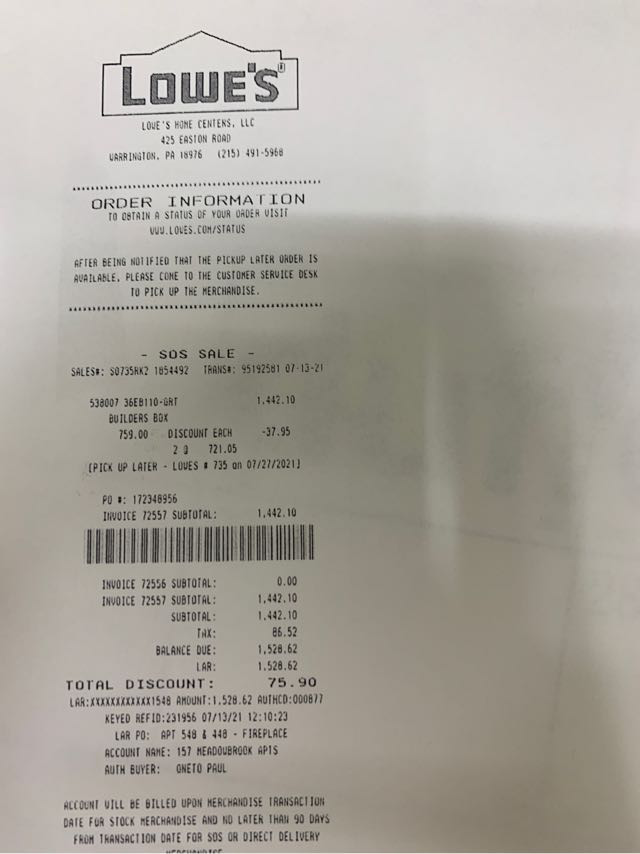 LOWE'S
LOWE'S HOME CENTERS, LLC
425 EASTON ROAD
WARRINGTON, PA 18976 (215) 491-5968
ORDER INFORMATION
TO OBTAIN A STATUS OF YOUR ORDER VISIT
WWW.LOWES.COM/STATUS
AFTER BEING NOTIFIED THAT THE PICKUP LATER ORDER IS
AVAILABLE, PLEASE COME TO THE CUSTOMER SERVICE DESK
TO PICK UP THE MERCHANDISE.
- SOS SALE -
SALES#: S0735RK2 1854492 TRANS#: 95192581 07-13-21
538007 36EB110-GRT 1,442.10
BUILDERS BOX
759.00 DISCOUNT EACH -37.95
2 @ 721.05
[PICK UP LATER - LOWES # 735 on 07/27/2021]
PO #: 172348956
INVOICE 72557 SUBTOTAL: 1,442.10
INVOICE 72556 SUBTOTAL: 0.00
INVOICE 72557 SUBTOTAL: 1,442.10
SUBTOTAL: 1,442.10
TAX: 86.52
BALANCE DUE: 1,528.62
LAR: 1,528.62
TOTAL DISCOUNT: 75.90
LAR:XXXXXXXXXXXX1548 AMOUNT:1,528.62 AUTHCD:000877
KEYED REFID:231956 07/13/21 12:10:23
LAR PO: APT 548 & 448 - FIREPLACE
ACCOUNT NAME: 157 MEADOWBROOK APTS
AUTH BUYER: ONETO PAUL
ACCOUNT WILL BE BILLED UPON MERCHANDISE TRANSACTION
DATE FOR STOCK MERCHANDISE AND NO LATER THAN 90 DAYS
FROM TRANSACTION DATE FOR SOS OR DIRECT DELIVERY
MERCHANDISE